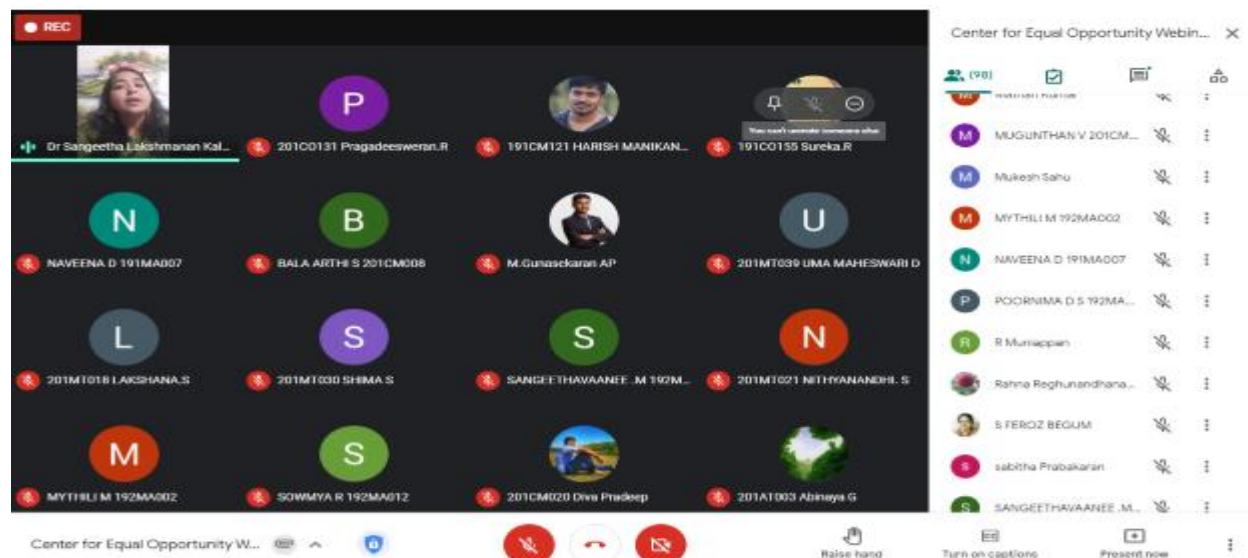 REC
Center for Equal Opportunity Webin...
(98)
P
Dr Sangeetha Lakshmanan Kal...
201CO131 Pragadeesweran.R
191CM121 HARISH MANIKAN...
You can't unmute someone else
191CO155 Sureka.R
N
B
U
NAVEENA D 191MA007
BALA ARTHI S 201CM008
M.Gunasekaran AP
201MT039 UMA MAHESWARI D
L
S
S
N
201MT018 LAKSHANA.S
201MT030 SHIMA S
SANGEETHAVAANEE .M 192M...
201MT021 NITHYANANDHI. S
M
S
MYTHILI M 192MA002
SOWMYA R 192MA012
201CM020 Diva Pradeep
201AT003 Abinaya G
M MUGUNTHAN V 201CM...
M Mukesh Sahu
M MYTHILI M 192MA002
N NAVEENA D 191MA007
P POORNIMA D S 192MA...
R R Muniappan
Rahna Reghunandhana...
S FEROZ BEGUM
s sabitha Prabakaran
S SANGEETHAVAANEE .M...
Center for Equal Opportunity W...
Raise hand
Turn on captions
Present now